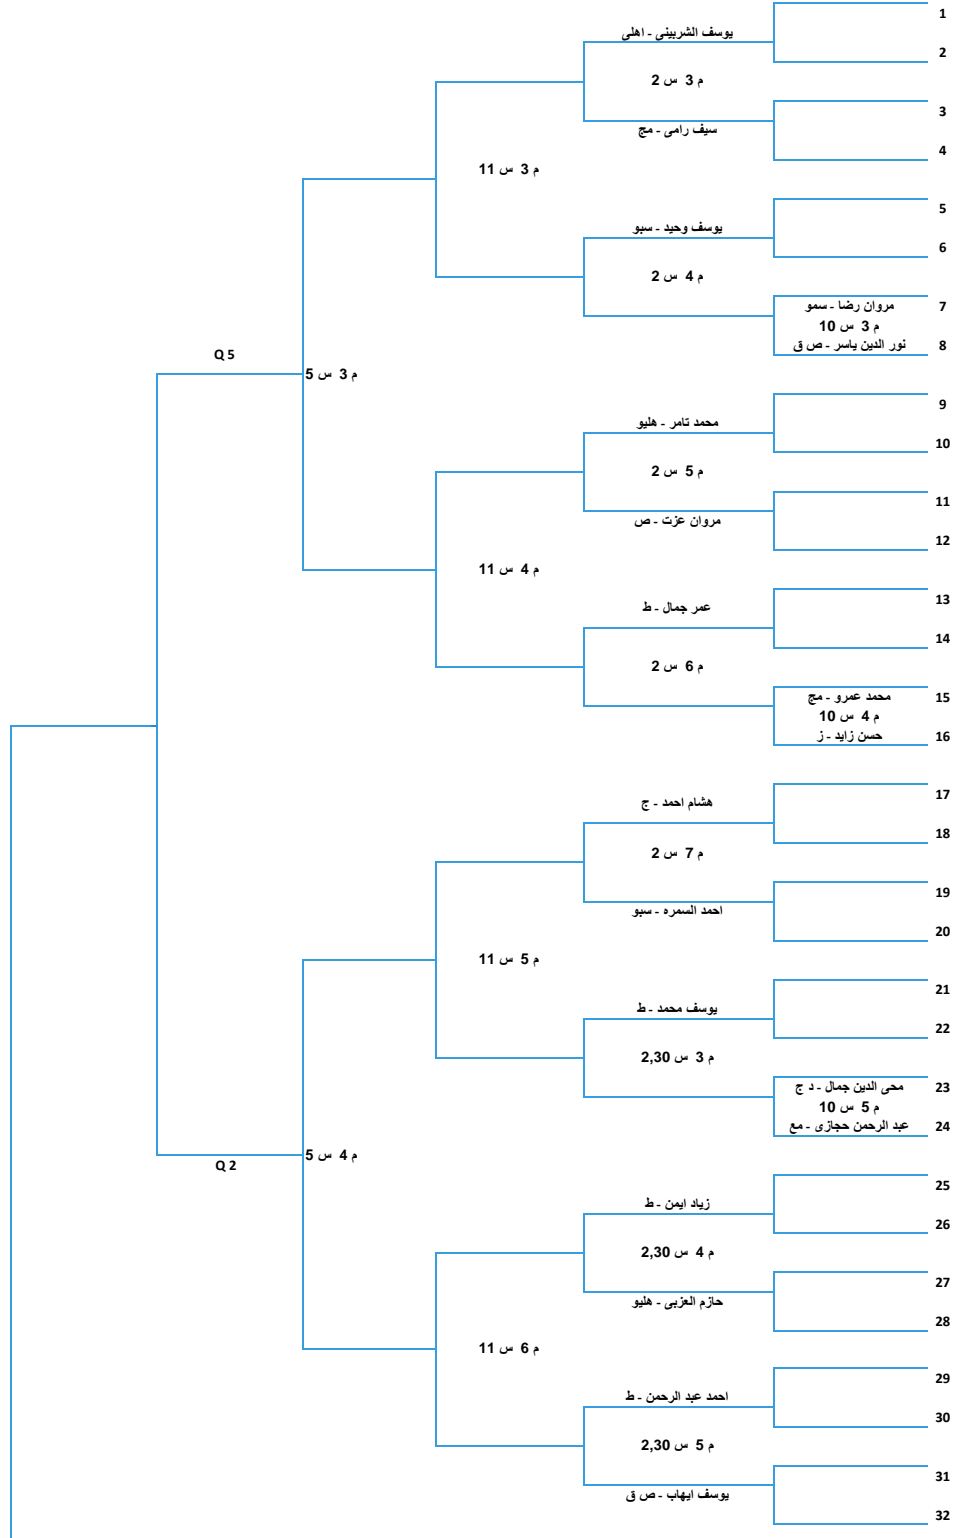 1
يوسف الشربينى - اهلى
2
م 3 س 2
3
سيف رامى - مج
4
م 3 س 11
5
يوسف وحيد - سبو
6
م 4 س 2
مروان رضا - سمو
7
م 3 س 10
نور الدين ياسر - ص ق
8
Q 5
م 3 س 5
9
محمد تامر - هليو
10
م 5 س 2
11
مروان عزت - ص
12
م 4 س 11
13
عمر جمال - ط
14
م 6 س 2
محمد عمرو - مج
15
م 4 س 10
حسن زايد - ز
16
17
هشام احمد - ج
18
م 7 س 2
19
احمد السمره - سبو
20
م 5 س 11
21
يوسف محمد - ط
22
م 3 س 2,30
محى الدين جمال - د ج
23
م 5 س 10
عبد الرحمن حجازى - مع
24
م 4 س 5
Q 2
25
زياد ايمن - ط
26
م 4 س 2,30
27
حازم العزبى - هليو
28
م 6 س 11
29
احمد عبد الرحمن - ط
30
م 5 س 2,30
31
يوسف ايهاب - ص ق
32